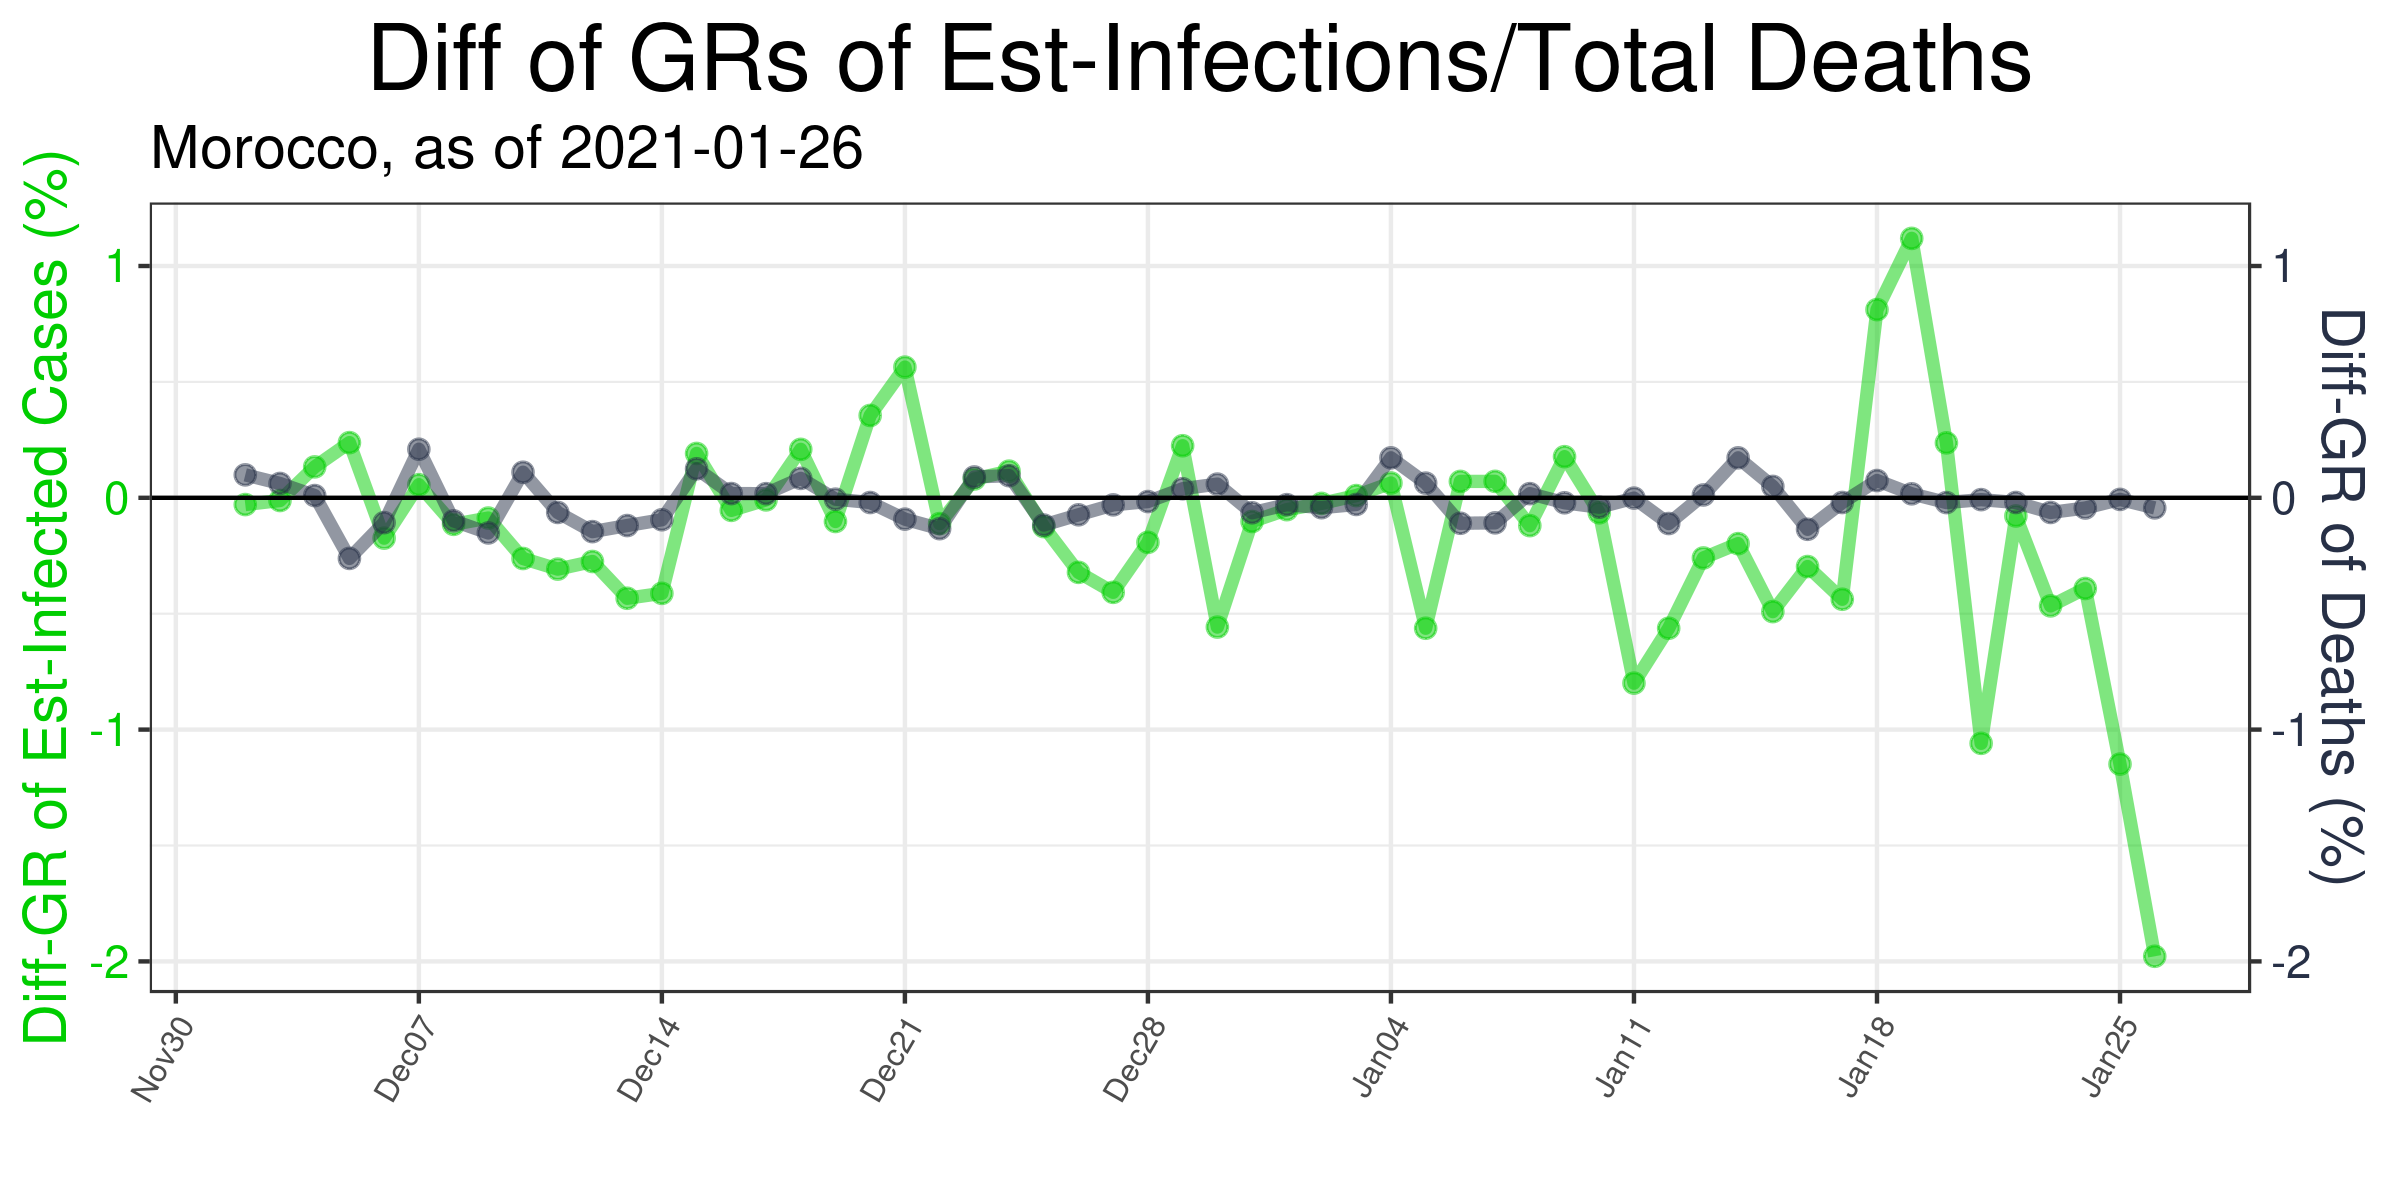 Diff of GRs of Est-Infections/Total Deaths
Morocco, as of 2021-01-26
Diff-GR of Est-Infected Cases (%)
1
0
-1
-2
1
0
-1
-2
Diff-GR of Deaths (%)
Nov30
Dec07
Dec14
Dec21
Dec28
Jan04
Jan11
Jan18
Jan25